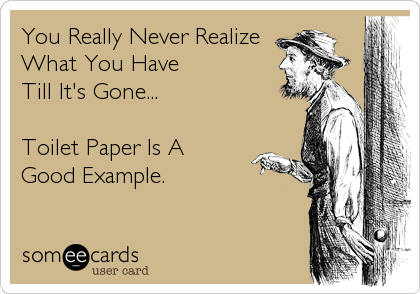 You Really Never Realize
What You Have
Till It's Gone...
Toilet Paper Is A
Good Example.
someecards
user card